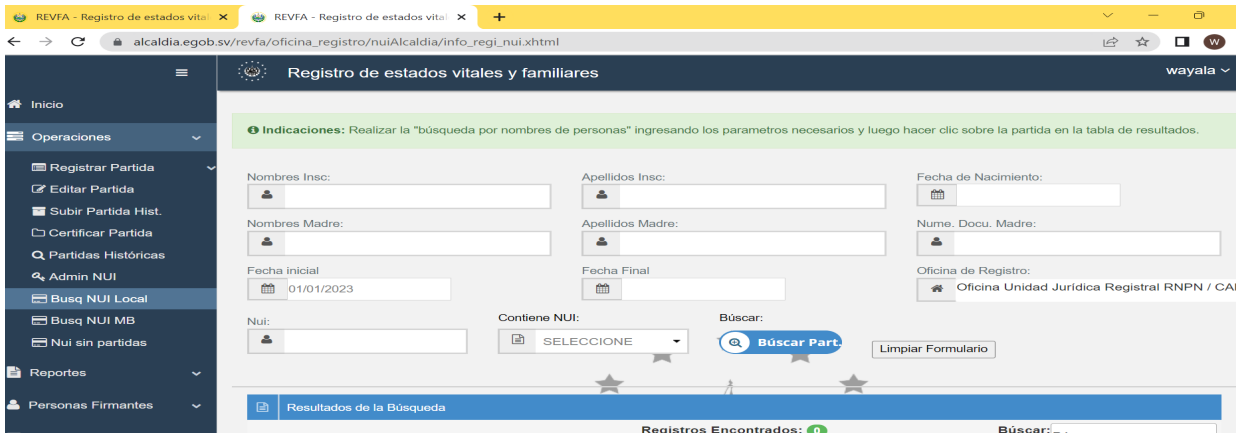 REVFA - Registro de estados vital
REVFA - Registro de estados vital
alcaldia.egob.sv/revfa/oficina_registro/nuiAlcaldia/info_regi_nui.xhtml
W
Registro de estados vitales y familiares
wayala
Inicio
Operaciones
Registrar Partida
Editar Partida
Subir Partida Hist.
Certificar Partida
Partidas Históricas
Admin NUI
Busq NUI Local
Busq NUI MB
Nui sin partidas
Reportes
Personas Firmantes
Indicaciones: Realizar la "búsqueda por nombres de personas" ingresando los parametros necesarios y luego hacer clic sobre la partida en la tabla de resultados.
Nombres Insc: Apellidos Insc: Fecha de Nacimiento:
Nombres Madre: Apellidos Madre: Nume. Docu. Madre:
Fecha inicial Fecha Final Oficina de Registro:
01/01/2023 Oficina Unidad Jurídica Registral RNPN / CAI
Nui: Contiene NUI: Búscar:
SELECCIONE Búscar Part. Limpiar Formulario
Resultados de la Búsqueda
Registros Encontrados: 0 Búscar: